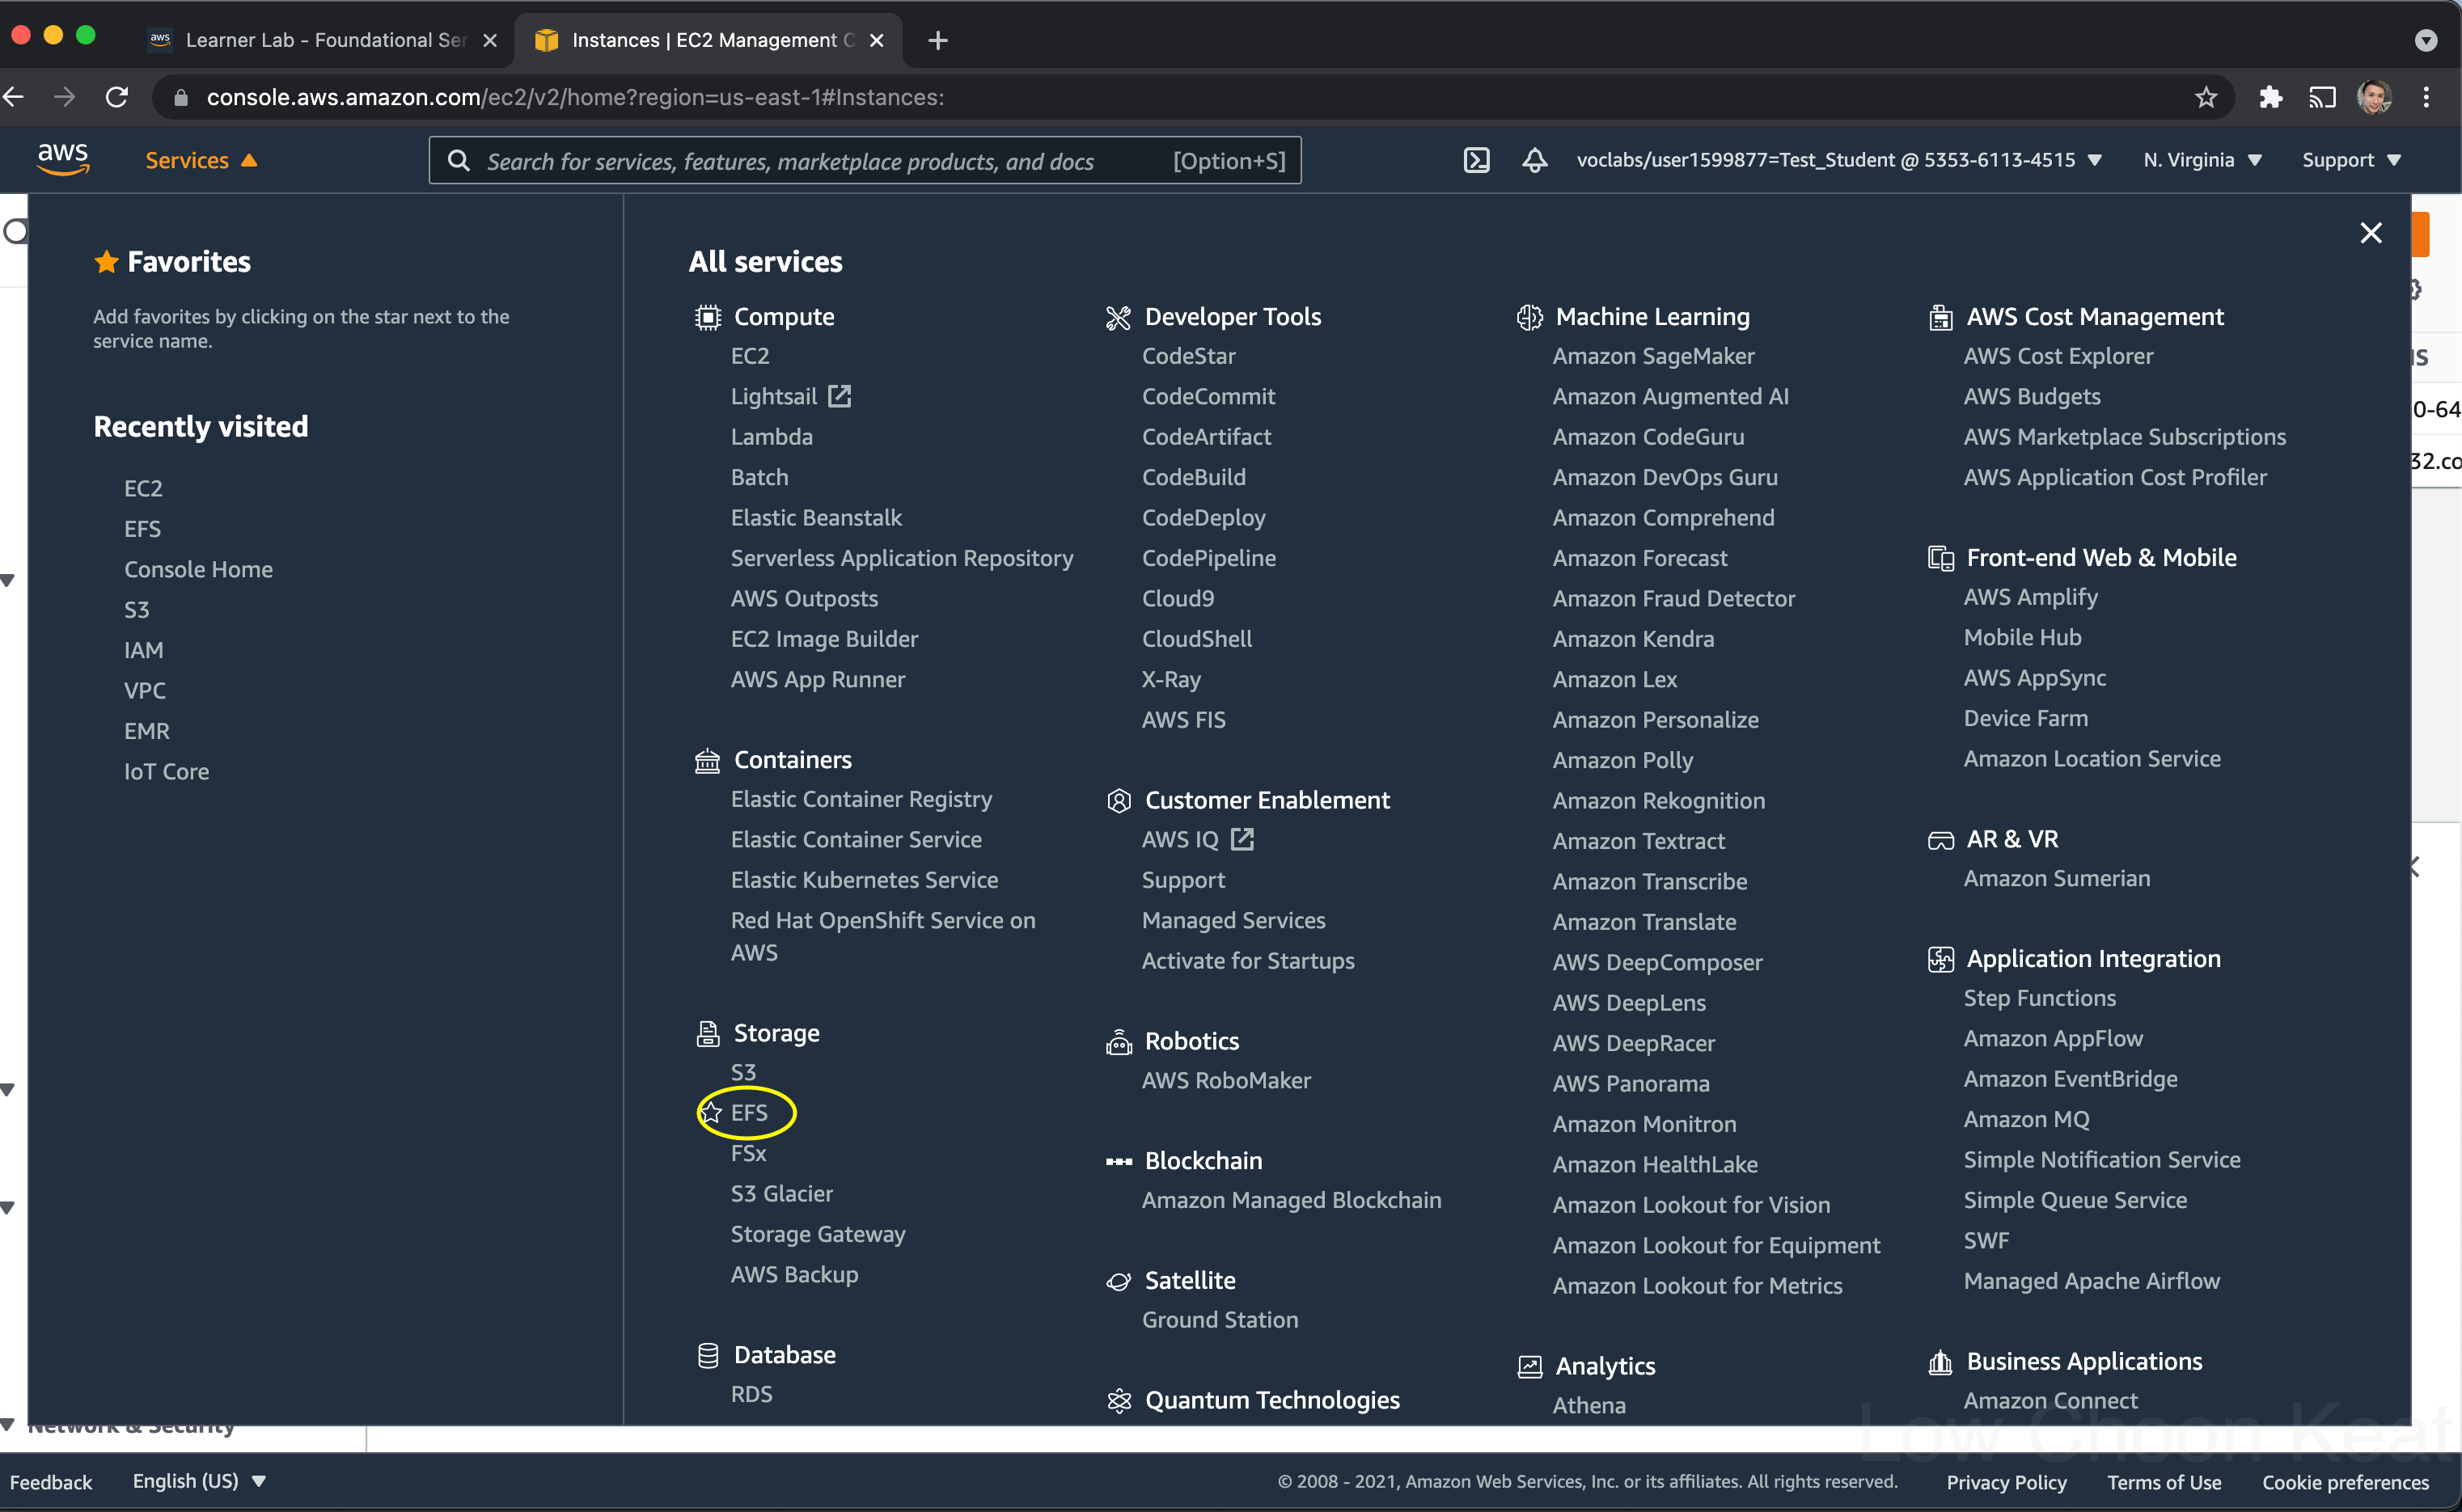 aws Learner Lab - Foundational Ser
Instances | EC2 Management C
console.aws.amazon.com/ec2/v2/home?region=us-east-1#Instances:
aws
Services
Search for services, features, marketplace products, and docs [Option+S]
voclabs/user1599877=Test_Student @ 5353-6113-4515
N. Virginia
Support
Favorites
Add favorites by clicking on the star next to the
service name.
Recently visited
EC2
EFS
Console Home
S3
IAM
VPC
EMR
IoT Core
All services
Compute
EC2
Lightsail
Lambda
Batch
Elastic Beanstalk
Serverless Application Repository
AWS Outposts
EC2 Image Builder
AWS App Runner
Containers
Elastic Container Registry
Elastic Container Service
Elastic Kubernetes Service
Red Hat OpenShift Service on
AWS
Storage
S3
EFS
FSx
S3 Glacier
Storage Gateway
AWS Backup
Database
RDS
Developer Tools
CodeStar
CodeCommit
CodeArtifact
CodeBuild
CodeDeploy
CodePipeline
Cloud9
CloudShell
X-Ray
AWS FIS
Customer Enablement
AWS IQ
Support
Managed Services
Activate for Startups
Robotics
AWS RoboMaker
Blockchain
Amazon Managed Blockchain
Satellite
Ground Station
Quantum Technologies
Machine Learning
Amazon SageMaker
Amazon Augmented AI
Amazon CodeGuru
Amazon DevOps Guru
Amazon Comprehend
Amazon Forecast
Amazon Fraud Detector
Amazon Kendra
Amazon Lex
Amazon Personalize
Amazon Polly
Amazon Rekognition
Amazon Textract
Amazon Transcribe
Amazon Translate
AWS DeepComposer
AWS DeepLens
AWS DeepRacer
AWS Panorama
Amazon Monitron
Amazon HealthLake
Amazon Lookout for Vision
Amazon Lookout for Equipment
Amazon Lookout for Metrics
Analytics
Athena
AWS Cost Management
AWS Cost Explorer
AWS Budgets
AWS Marketplace Subscriptions
AWS Application Cost Profiler
Front-end Web & Mobile
AWS Amplify
Mobile Hub
AWS AppSync
Device Farm
Amazon Location Service
AR & VR
Amazon Sumerian
Application Integration
Step Functions
Amazon AppFlow
Amazon EventBridge
Amazon MQ
Simple Notification Service
Simple Queue Service
SWF
Managed Apache Airflow
Business Applications
Amazon Connect
0-64
32.co
Network & Security
Low Choon Keat
Feedback
English (US)
© 2008 - 2021, Amazon Web Services, Inc. or its affiliates. All rights reserved.
Privacy Policy
Terms of Use
Cookie preferences